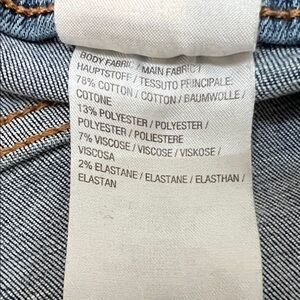 BODY FABRIC / MAIN FABRIC /
HAUPTSTOFF / TESSUTO PRINCIPALE:
78% COTTON / COTTON / BAUMWOLLE /
COTONE
13% POLYESTER / POLYESTER /
POLYESTER / POLIESTERE
7% VISCOSE / VISCOSE / VISKOSE /
VISCOSA
2% ELASTANE / ELASTANE / ELASTHAN /
ELASTAN